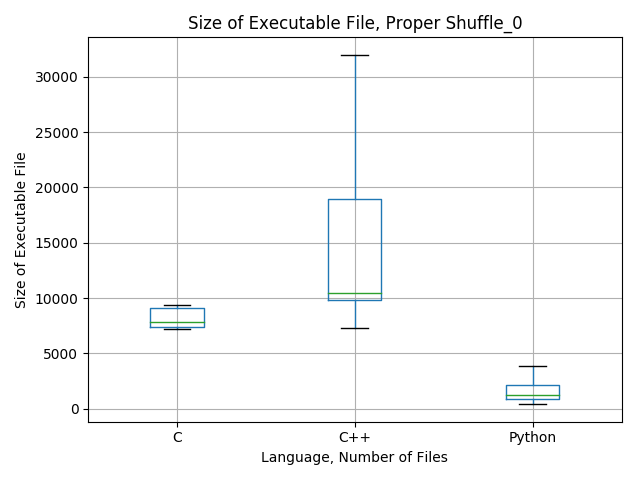 Size of Executable File, Proper Shuffle_0
Size of Executable File
30000
25000
20000
15000
10000
5000
0
C
C++
Python
Language, Number of Files